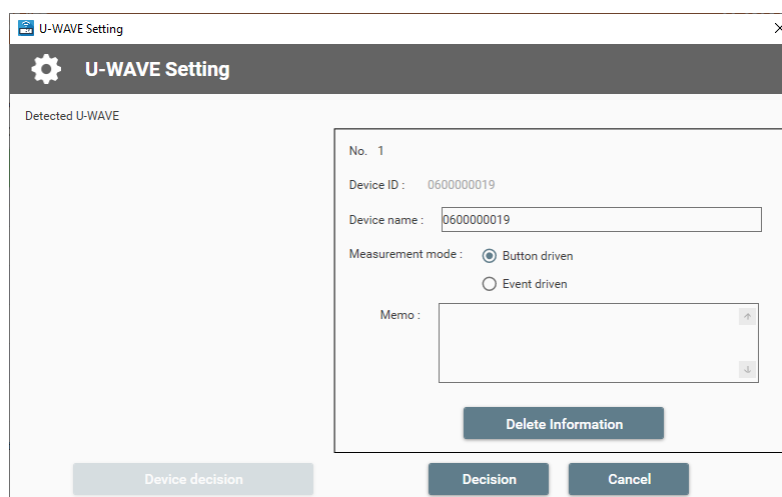 U-WAVE Setting
U-WAVE Setting
Detected U-WAVE
No. 1
Device ID : 0600000019
Device name : 0600000019
Measurement mode : Button driven
Event driven
Memo :
Delete Information
Device decision
Decision
Cancel